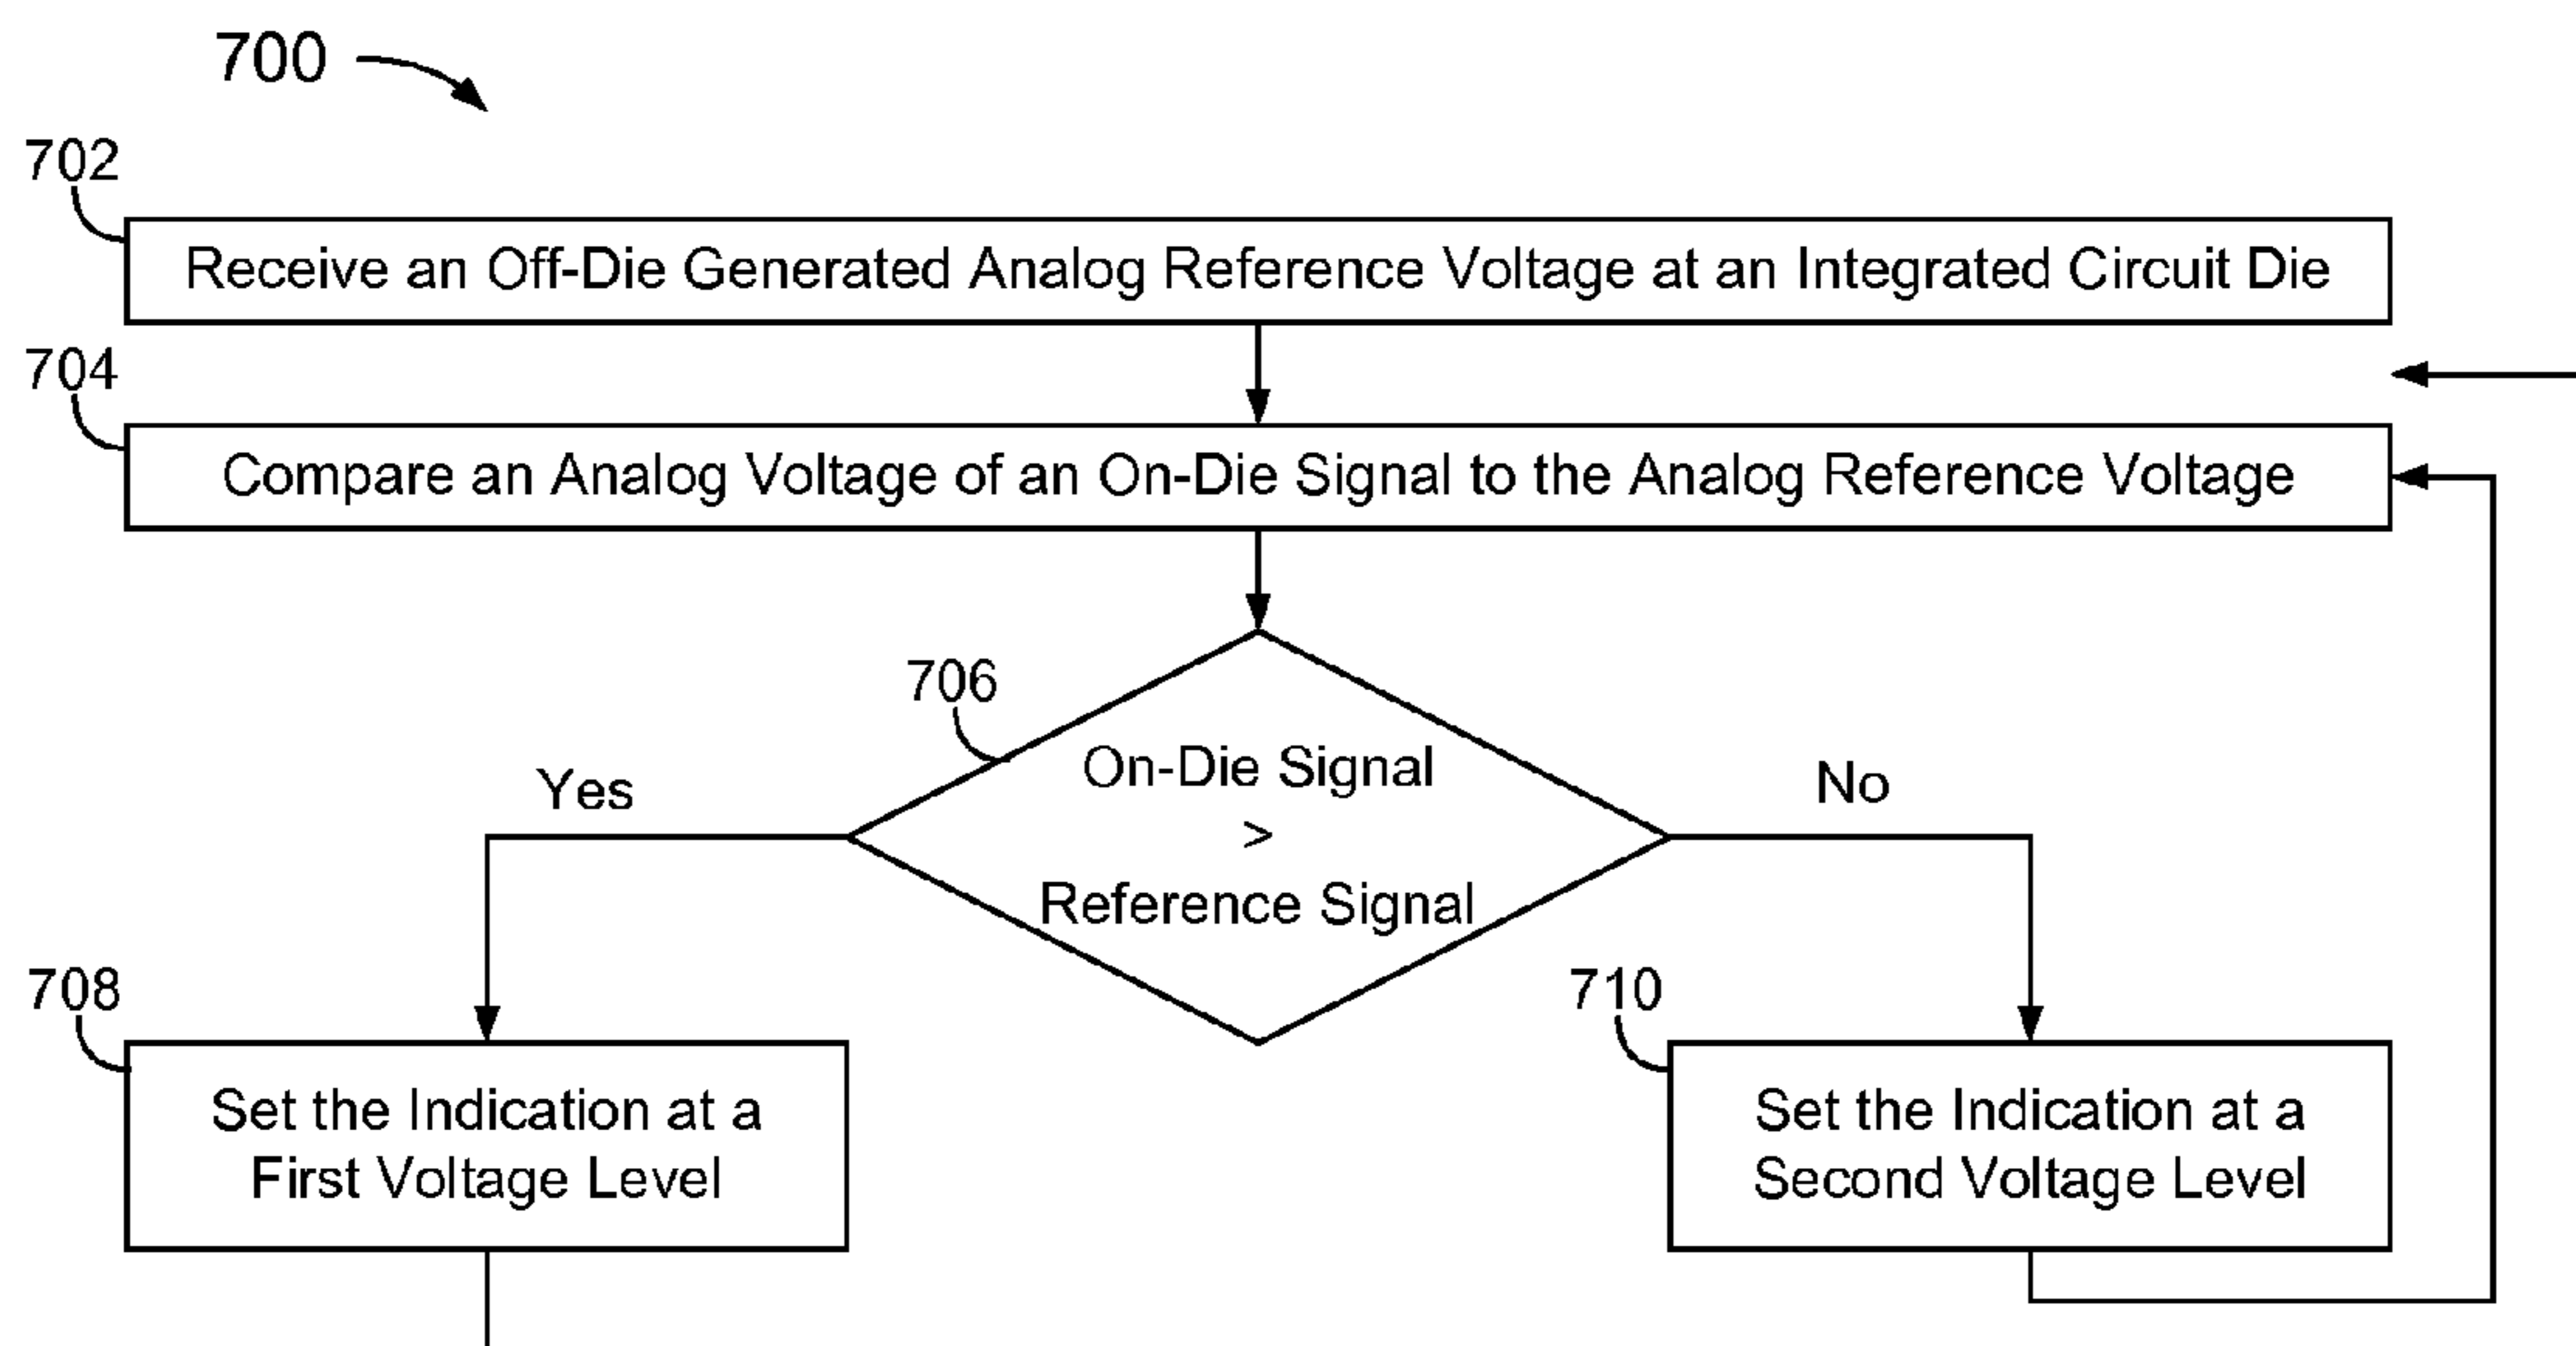 700
702
Receive an Off-Die Generated Analog Reference Voltage at an Integrated Circuit Die
704
Compare an Analog Voltage of an On-Die Signal to the Analog Reference Voltage
706
On-Die Signal
>
Reference Signal
Yes
No
708
Set the Indication at a
First Voltage Level
710
Set the Indication at a
Second Voltage Level